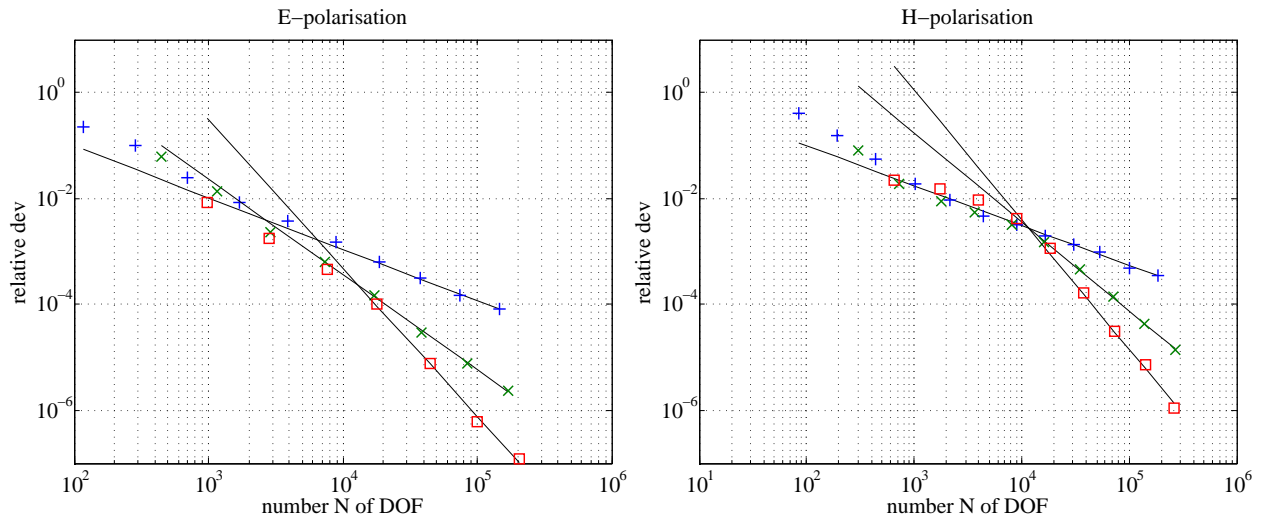 E−polarisation
relative dev
10^0
10^−2
10^−4
10^−6
10^2 10^3 10^4 10^5 10^6
number N of DOF
H−polarisation
relative dev
10^0
10^−2
10^−4
10^−6
10^1 10^2 10^3 10^4 10^5 10^6
number N of DOF